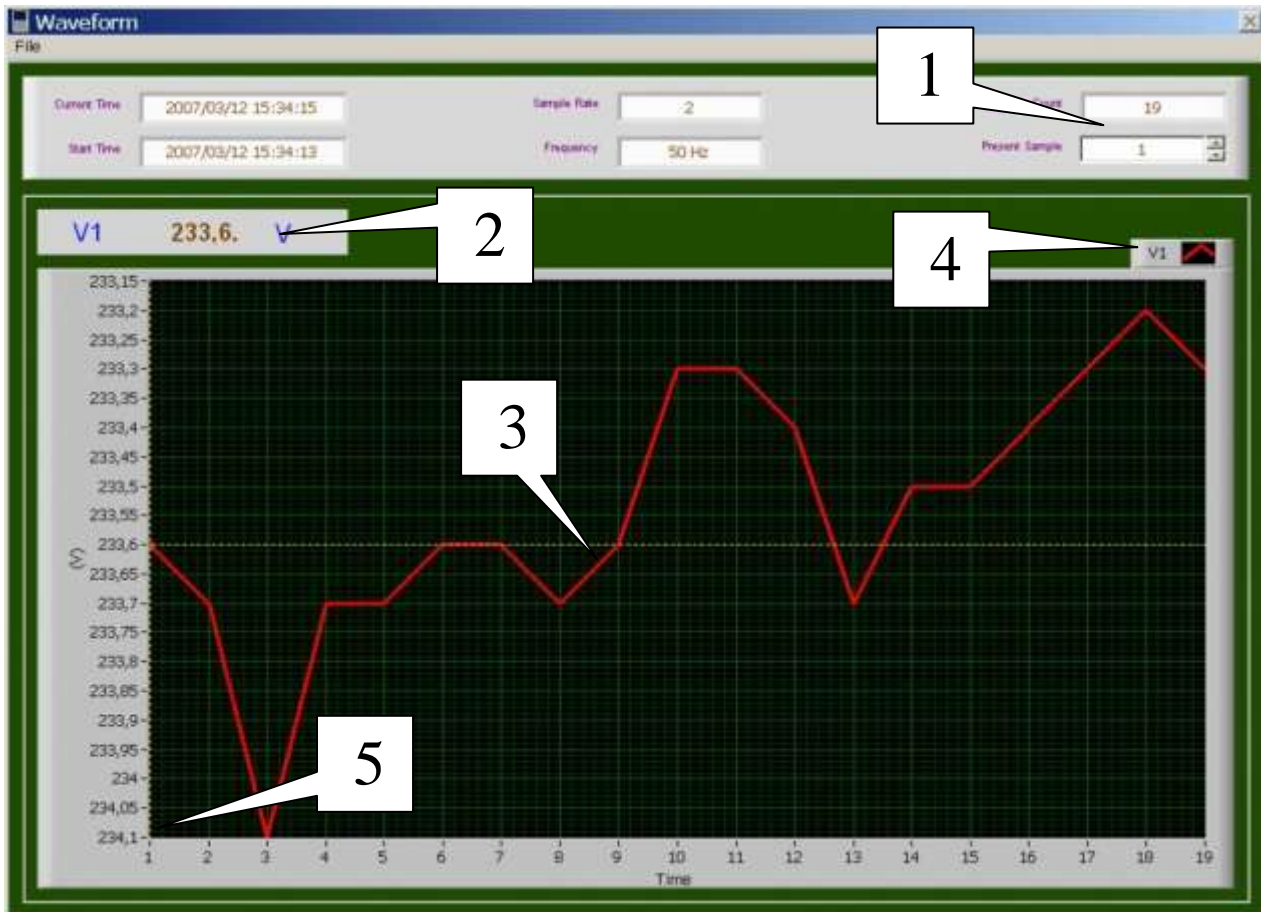 Waveform
File
1
Current Time 2007/03/12 15:34:15 Sample Rate 2 Count 19
Start Time 2007/03/12 15:34:13 Frequency 50 Hz Present Sample 1
V1 233,6. V
2
4
V1
3
5
(V)
233,15
233,2
233,25
233,3
233,35
233,4
233,45
233,5
233,55
233,6
233,65
233,7
233,75
233,8
233,85
233,9
233,95
234
234,05
234,1
1 2 3 4 5 6 7 8 9 10 11 12 13 14 15 16 17 18 19
Time